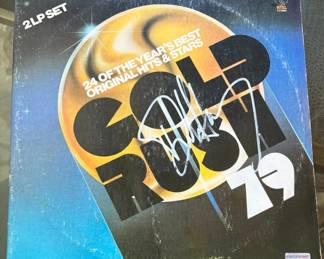 2 LP SET
24 OF THE YEAR'S BEST
ORIGINAL HITS & STARS
GOLD
RUSH
'79